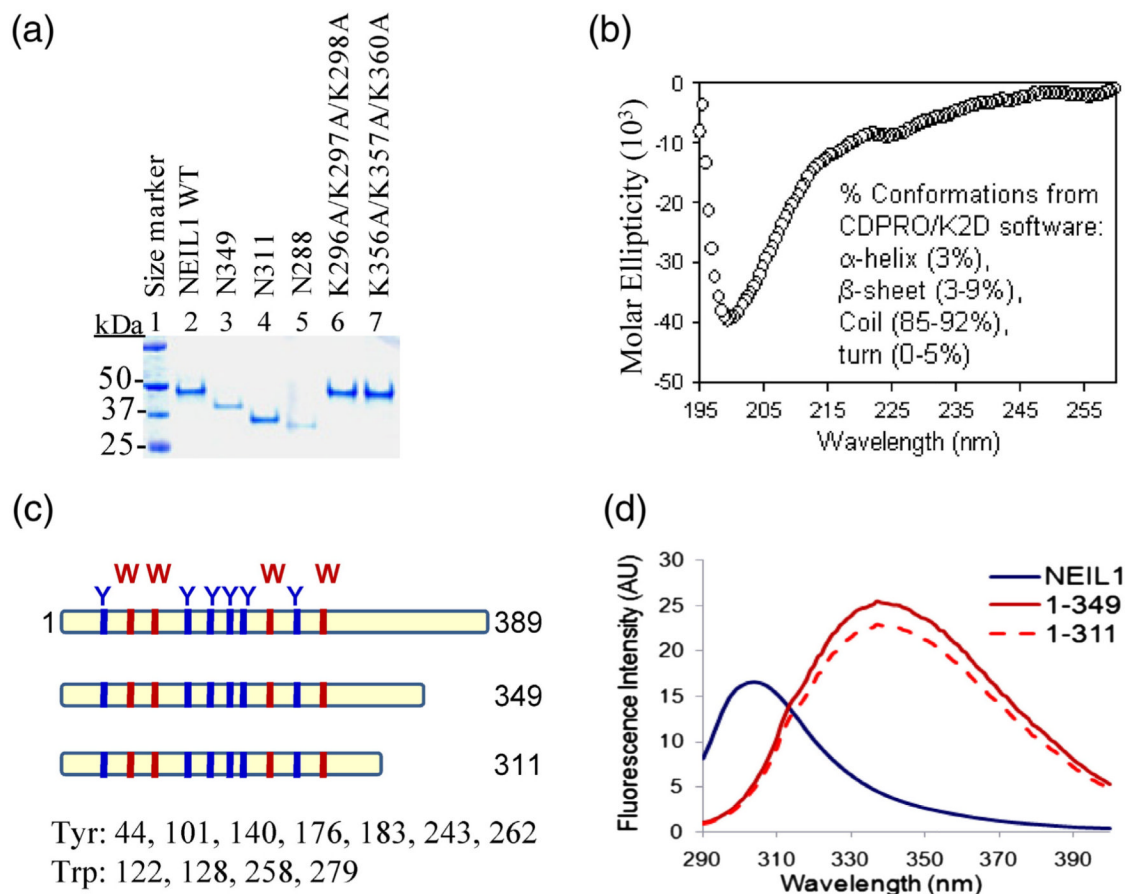 (a)
Size marker
NEIL1 WT
N349
N311
N288
K296A/K297A/K298A
K356A/K357A/K360A
kDa 1 2 3 4 5 6 7
50
37
25
(b)
Molar Ellipticity (10³)
0
-10
-20
-30
-40
-50
% Conformations from
CDPRO/K2D software:
α-helix (3%),
β-sheet (3-9%),
Coil (85-92%),
turn (0-5%)
195 205 215 225 235 245 255
Wavelength (nm)
(c)
W W W W
Y Y Y Y Y Y
1 389
349
311
Tyr: 44, 101, 140, 176, 183, 243, 262
Trp: 122, 128, 258, 279
(d)
Fluorescence Intensity (AU)
30
25
20
15
10
5
0
NEIL1
1-349
1-311
290 310 330 350 370 390
Wavelength (nm)